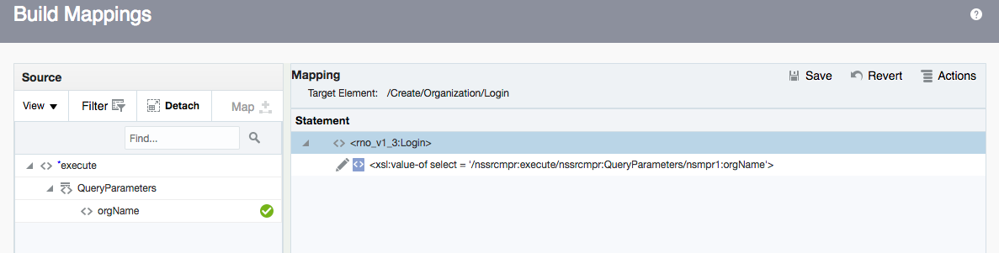 Build Mappings
?
Source
View Filter Detach Map
Find...
*execute
QueryParameters
orgName
Mapping
Save Revert Actions
Target Element: /Create/Organization/Login
Statement
<rno_v1_3:Login>
<xsl:value-of select = '/nssrcmpr:execute/nssrcmpr:QueryParameters/nsmpr1:orgName'>